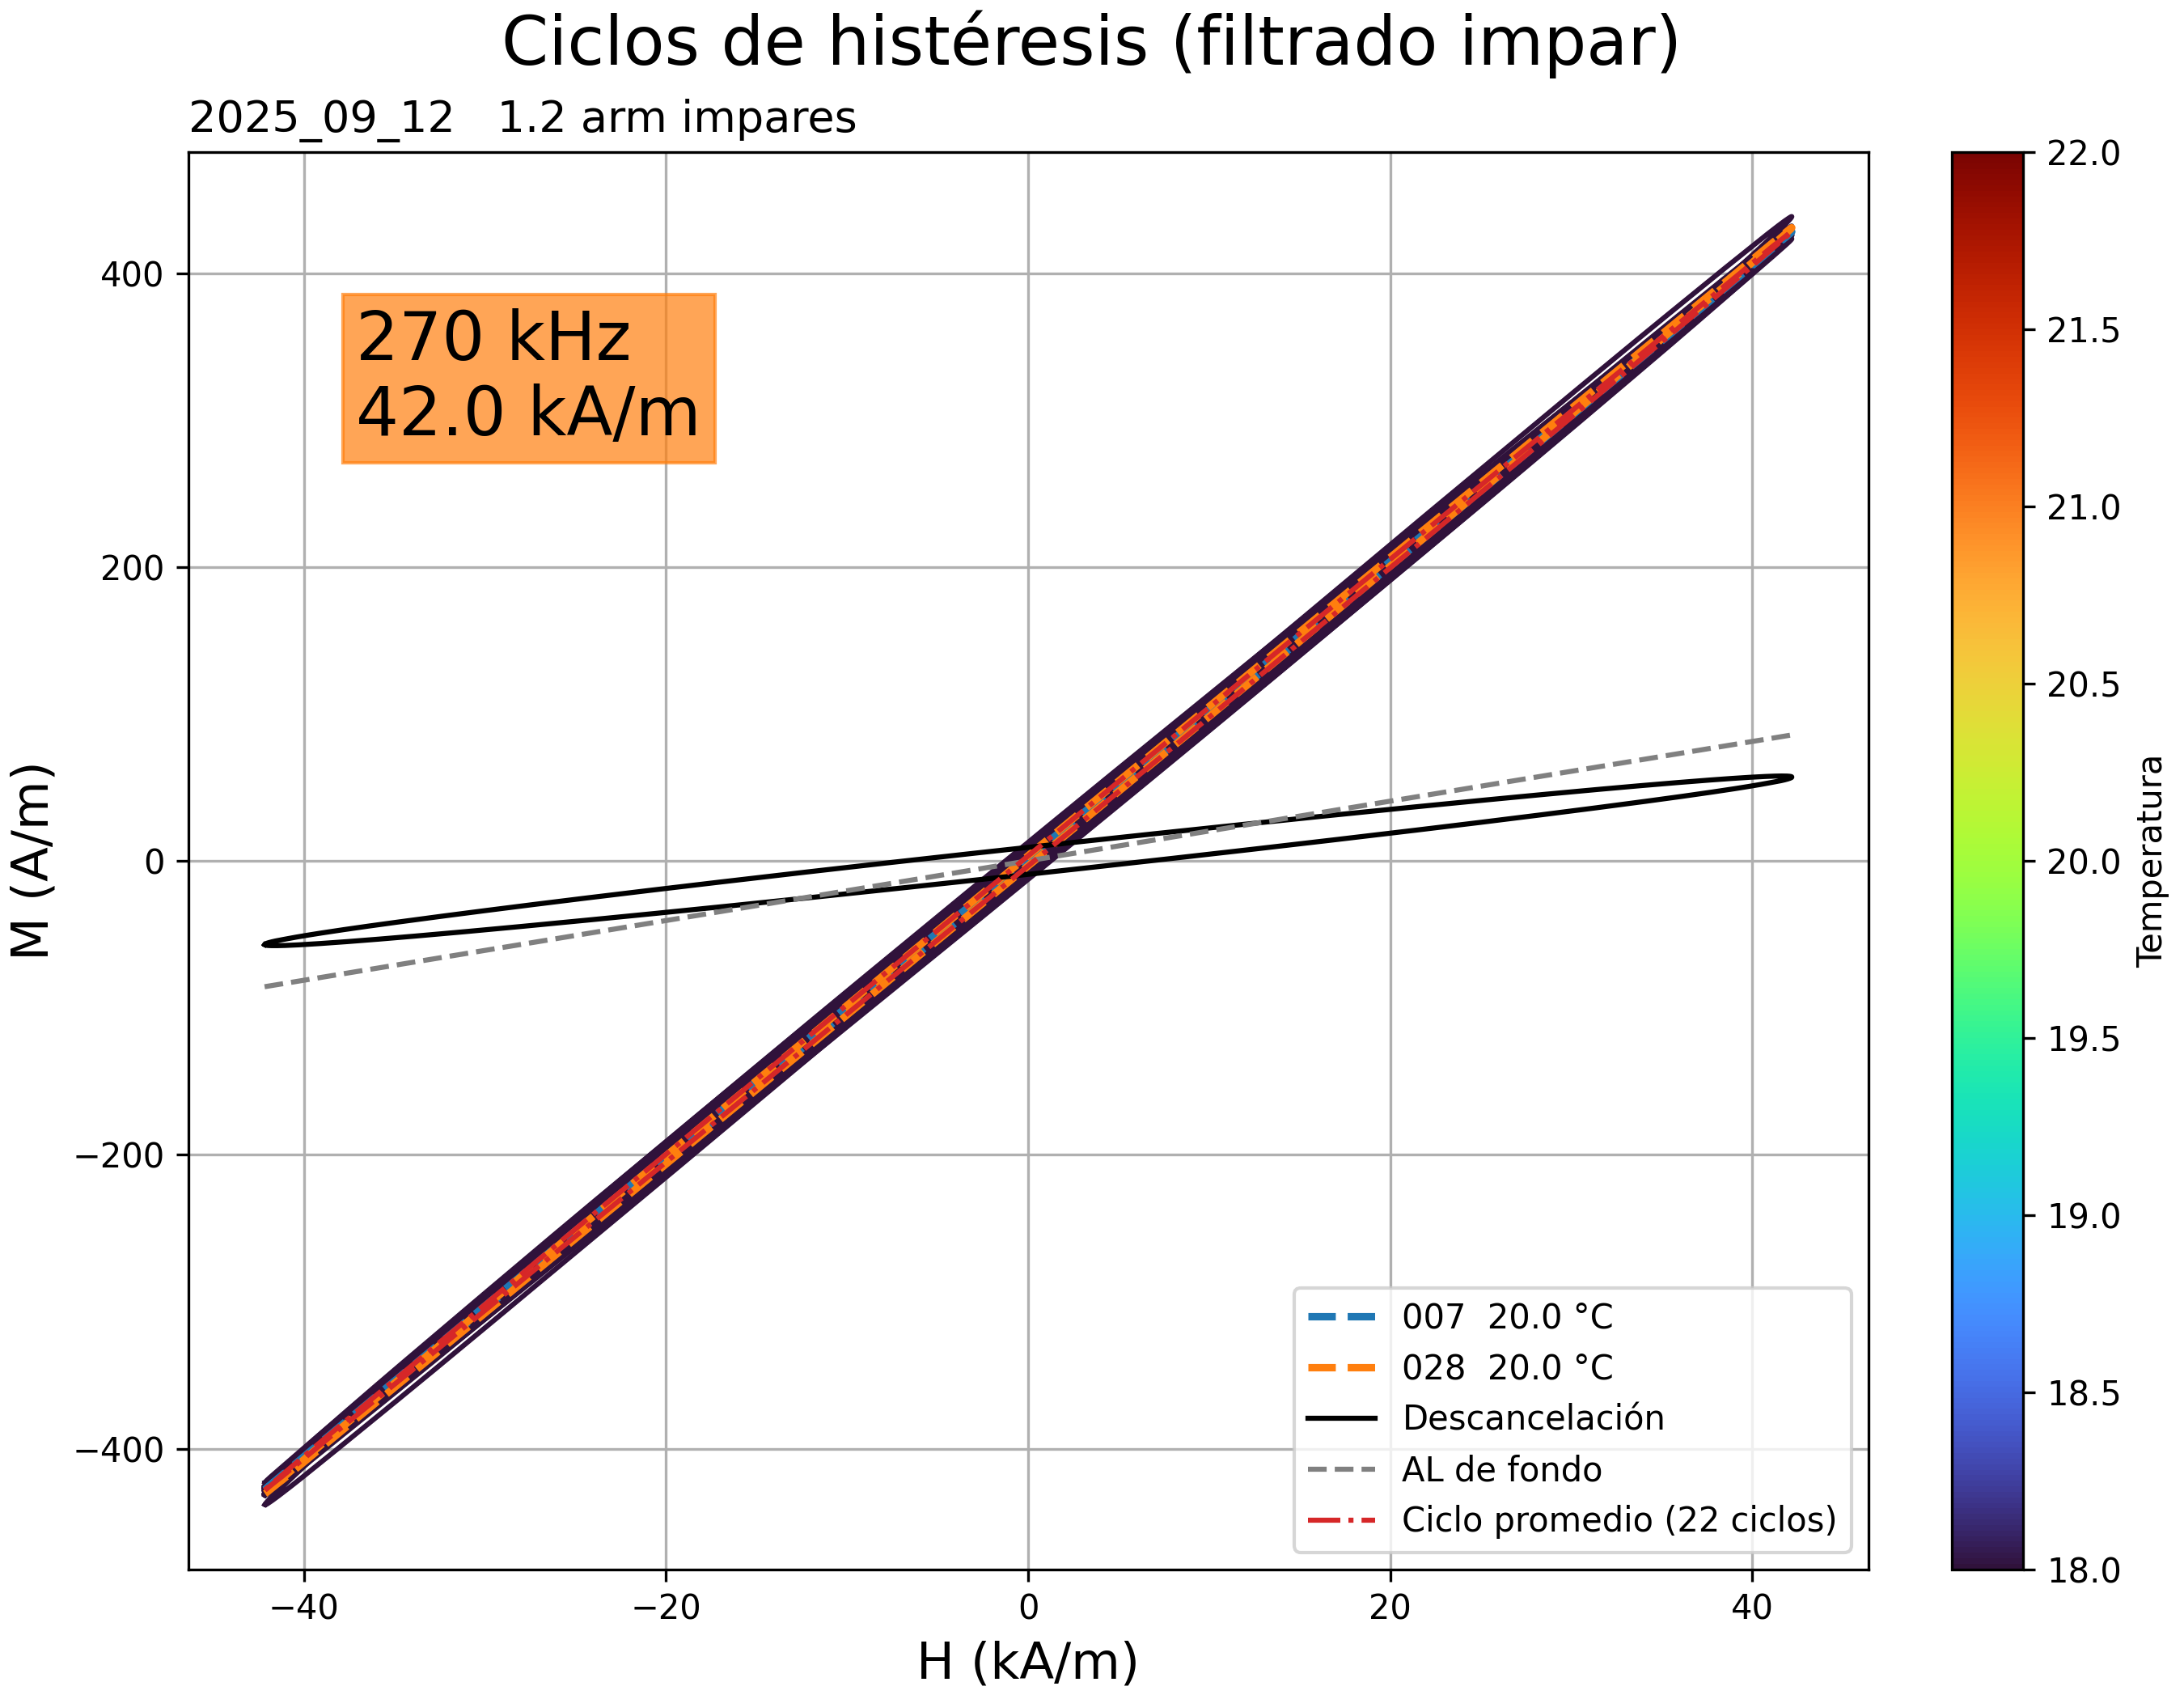 Ciclos de histéresis (filtrado impar)
2025_09_12   1.2 arm impares
270 kHz
42.0 kA/m
M (A/m)
400
200
0
−200
−400
−40
−20
0
20
40
H (kA/m)
007  20.0 °C
028  20.0 °C
Descancelación
AL de fondo
Ciclo promedio (22 ciclos)
22.0
21.5
21.0
20.5
20.0
19.5
19.0
18.5
18.0
Temperatura